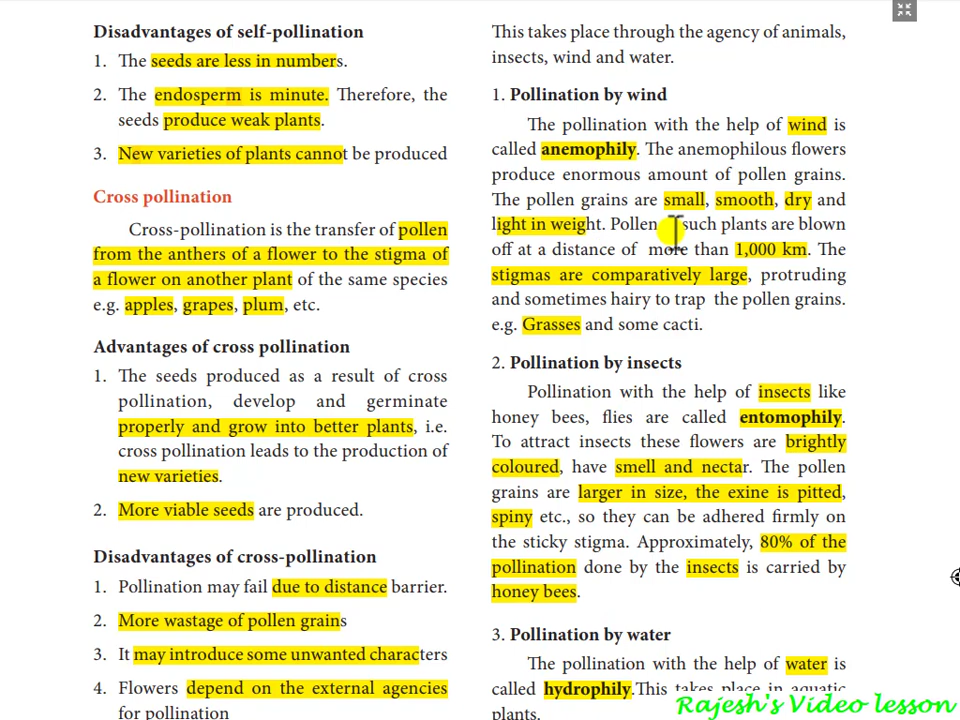 Disadvantages of self-pollination
1. The seeds are less in numbers.
2. The endosperm is minute. Therefore, the
seeds produce weak plants.
3. New varieties of plants cannot be produced
Cross pollination
Cross-pollination is the transfer of pollen
from the anthers of a flower to the stigma of
a flower on another plant of the same species
e.g. apples, grapes, plum, etc.
Advantages of cross pollination
1. The seeds produced as a result of cross
pollination, develop and germinate
properly and grow into better plants, i.e.
cross pollination leads to the production of
new varieties.
2. More viable seeds are produced.
Disadvantages of cross-pollination
1. Pollination may fail due to distance barrier.
2. More wastage of pollen grains
3. It may introduce some unwanted characters
4. Flowers depend on the external agencies
for pollination
This takes place through the agency of animals,
insects, wind and water.
1. Pollination by wind
The pollination with the help of wind is
called anemophily. The anemophilous flowers
produce enormous amount of pollen grains.
The pollen grains are small, smooth, dry and
light in weight. Pollen such plants are blown
off at a distance of more than 1,000 km. The
stigmas are comparatively large, protruding
and sometimes hairy to trap the pollen grains.
e.g. Grasses and some cacti.
2. Pollination by insects
Pollination with the help of insects like
honey bees, flies are called entomophily.
To attract insects these flowers are brightly
coloured, have smell and nectar. The pollen
grains are larger in size, the exine is pitted,
spiny etc., so they can be adhered firmly on
the sticky stigma. Approximately, 80% of the
pollination done by the insects is carried by
honey bees.
3. Pollination by water
The pollination with the help of water is
called hydrophily.This takes place in aquatic
plants.
Rajesh's Video lesson